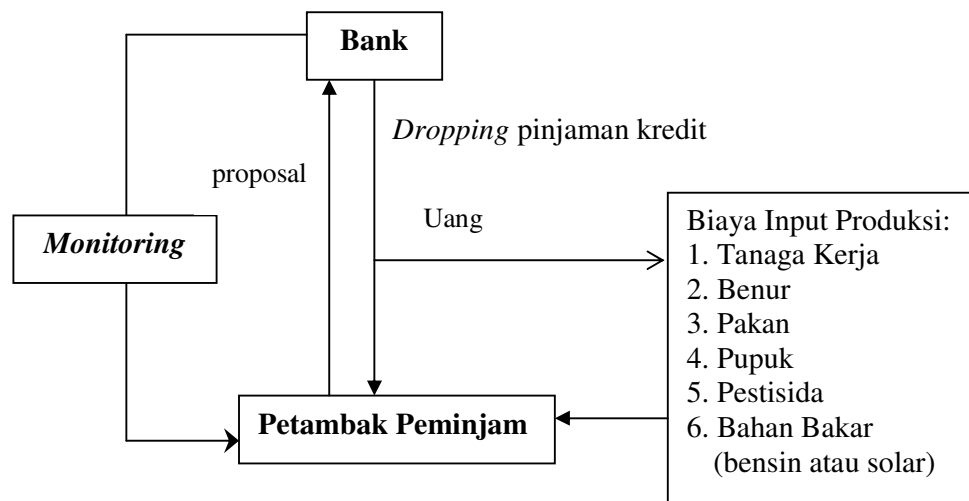 Bank
Dropping pinjaman kredit
proposal
Uang
Monitoring
Biaya Input Produksi:
1. Tanaga Kerja
2. Benur
3. Pakan
4. Pupuk
5. Pestisida
6. Bahan Bakar
(bensin atau solar)
Petambak Peminjam